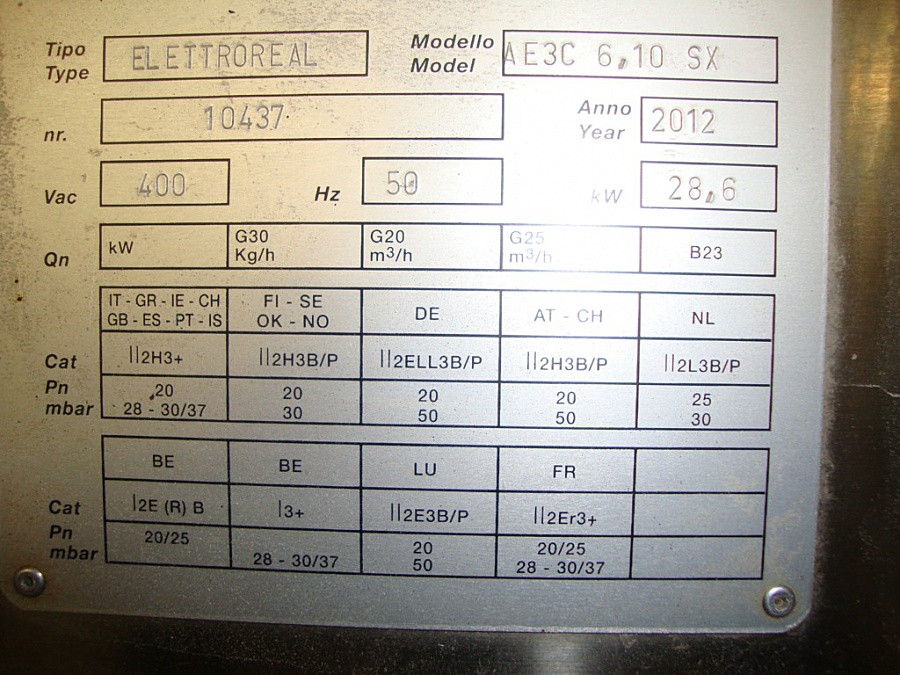 Tipo
Type
ELETTROREAL
Modello
Model
AE3C 6,10 SX
nr.
10437
Anno
Year
2012
Vac
400
Hz
50
kW
28,6
Qn
kW
G30
Kg/h
G20
m³/h
G25
m³/h
B23
IT - GR - IE - CH
GB - ES - PT - IS
FI - SE
OK - NO
DE
AT - CH
NL
Cat
II2H3+
II2H3B/P
II2ELL3B/P
II2H3B/P
II2L3B/P
Pn
mbar
20
28 - 30/37
20
30
20
50
20
50
25
30
BE
BE
LU
FR
Cat
I2E (R) B
I3+
II2E3B/P
II2Er3+
Pn
mbar
20/25
28 - 30/37
20
50
20/25
28 - 30/37